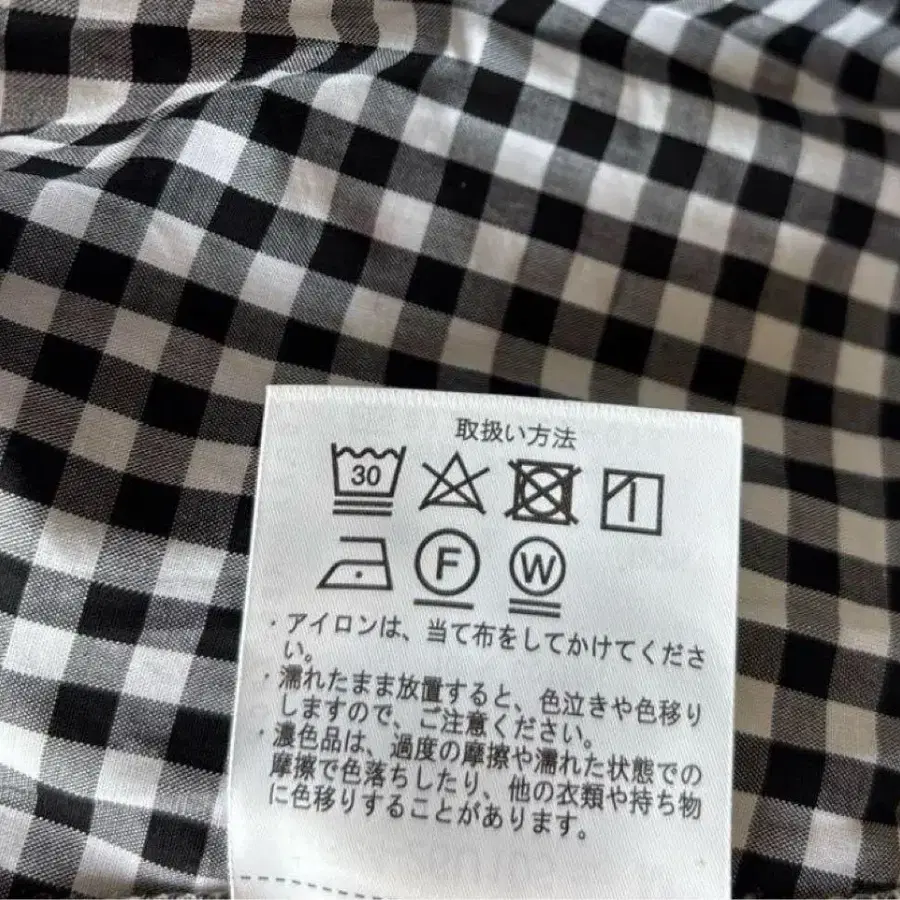 取扱い方法
30
F W
・アイロンは、当て布をしてかけてくださ
い。
・濡れたまま放置すると、色泣きや色移り
しますので、ご注意ください。
・濃色品は、過度の摩擦や濡れた状態での
摩擦で色落ちしたり、他の衣類や持ち物
に色移りすることがあります。